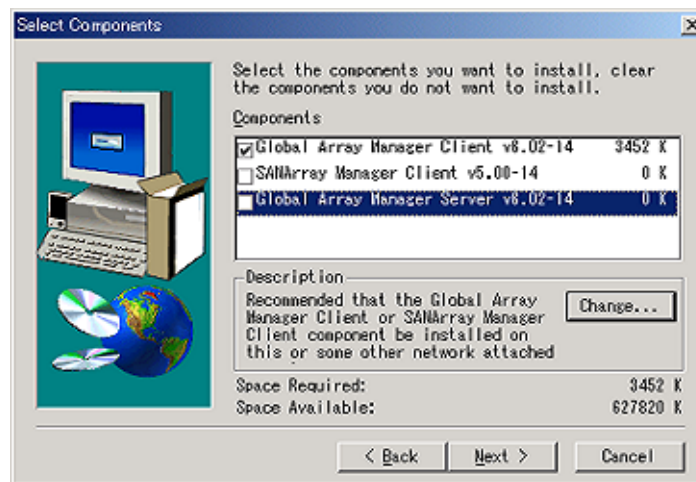 Select Components
Select the components you want to install, clear
the components you do not want to install.
Components
Global Array Manager Client v6.02-14 3452 K
SANArray Manager Client v5.00-14 0 K
Global Array Manager Server v6.02-14 0 K
Description
Recommended that the Global Array
Manager Client or SANArray Manager
Client component be installed on
this or some other network attached
Change...
Space Required: 3452 K
Space Available: 627820 K
< Back
Next >
Cancel